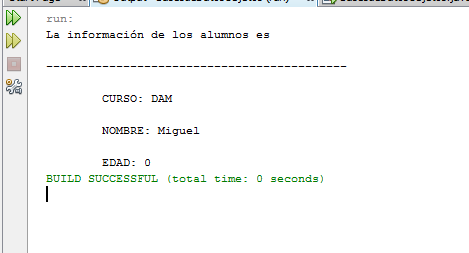 run:
La información de los alumnos es
-------------------------------------------
CURSO: DAM
NOMBRE: Miguel
EDAD: 0
BUILD SUCCESSFUL (total time: 0 seconds)